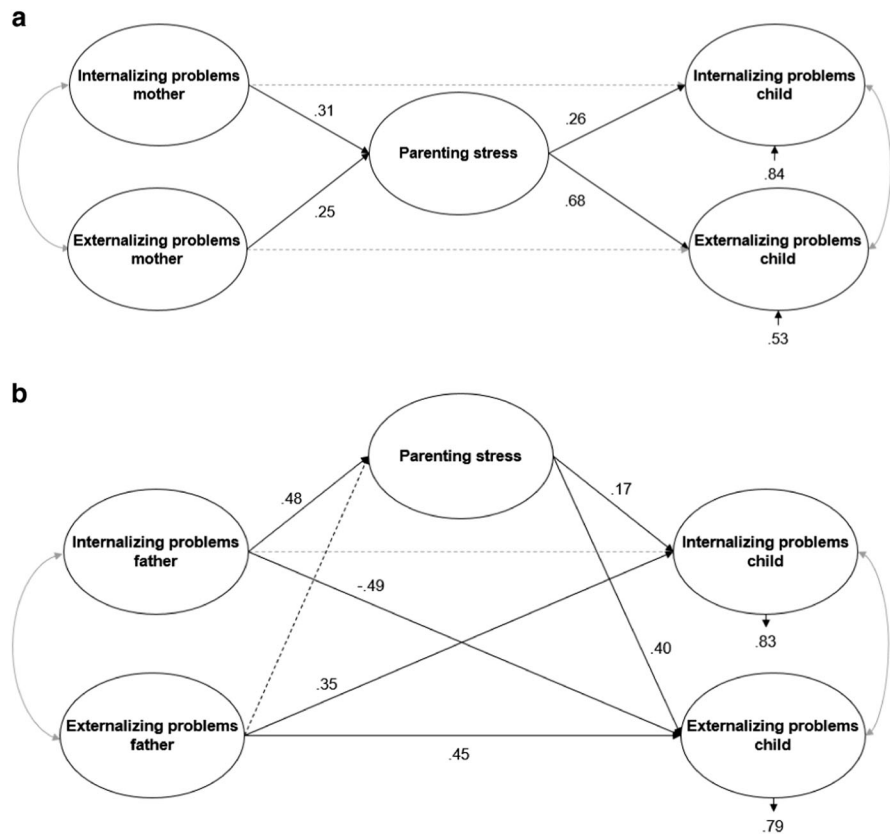 a
Internalizing problems
mother
Internalizing problems
child
.31
.26
Parenting stress
.84
.25
.68
Externalizing problems
mother
Externalizing problems
child
.53
b
Parenting stress
.48
.17
Internalizing problems
father
Internalizing problems
child
-.49
.83
.40
.35
Externalizing problems
father
Externalizing problems
child
.45
.79